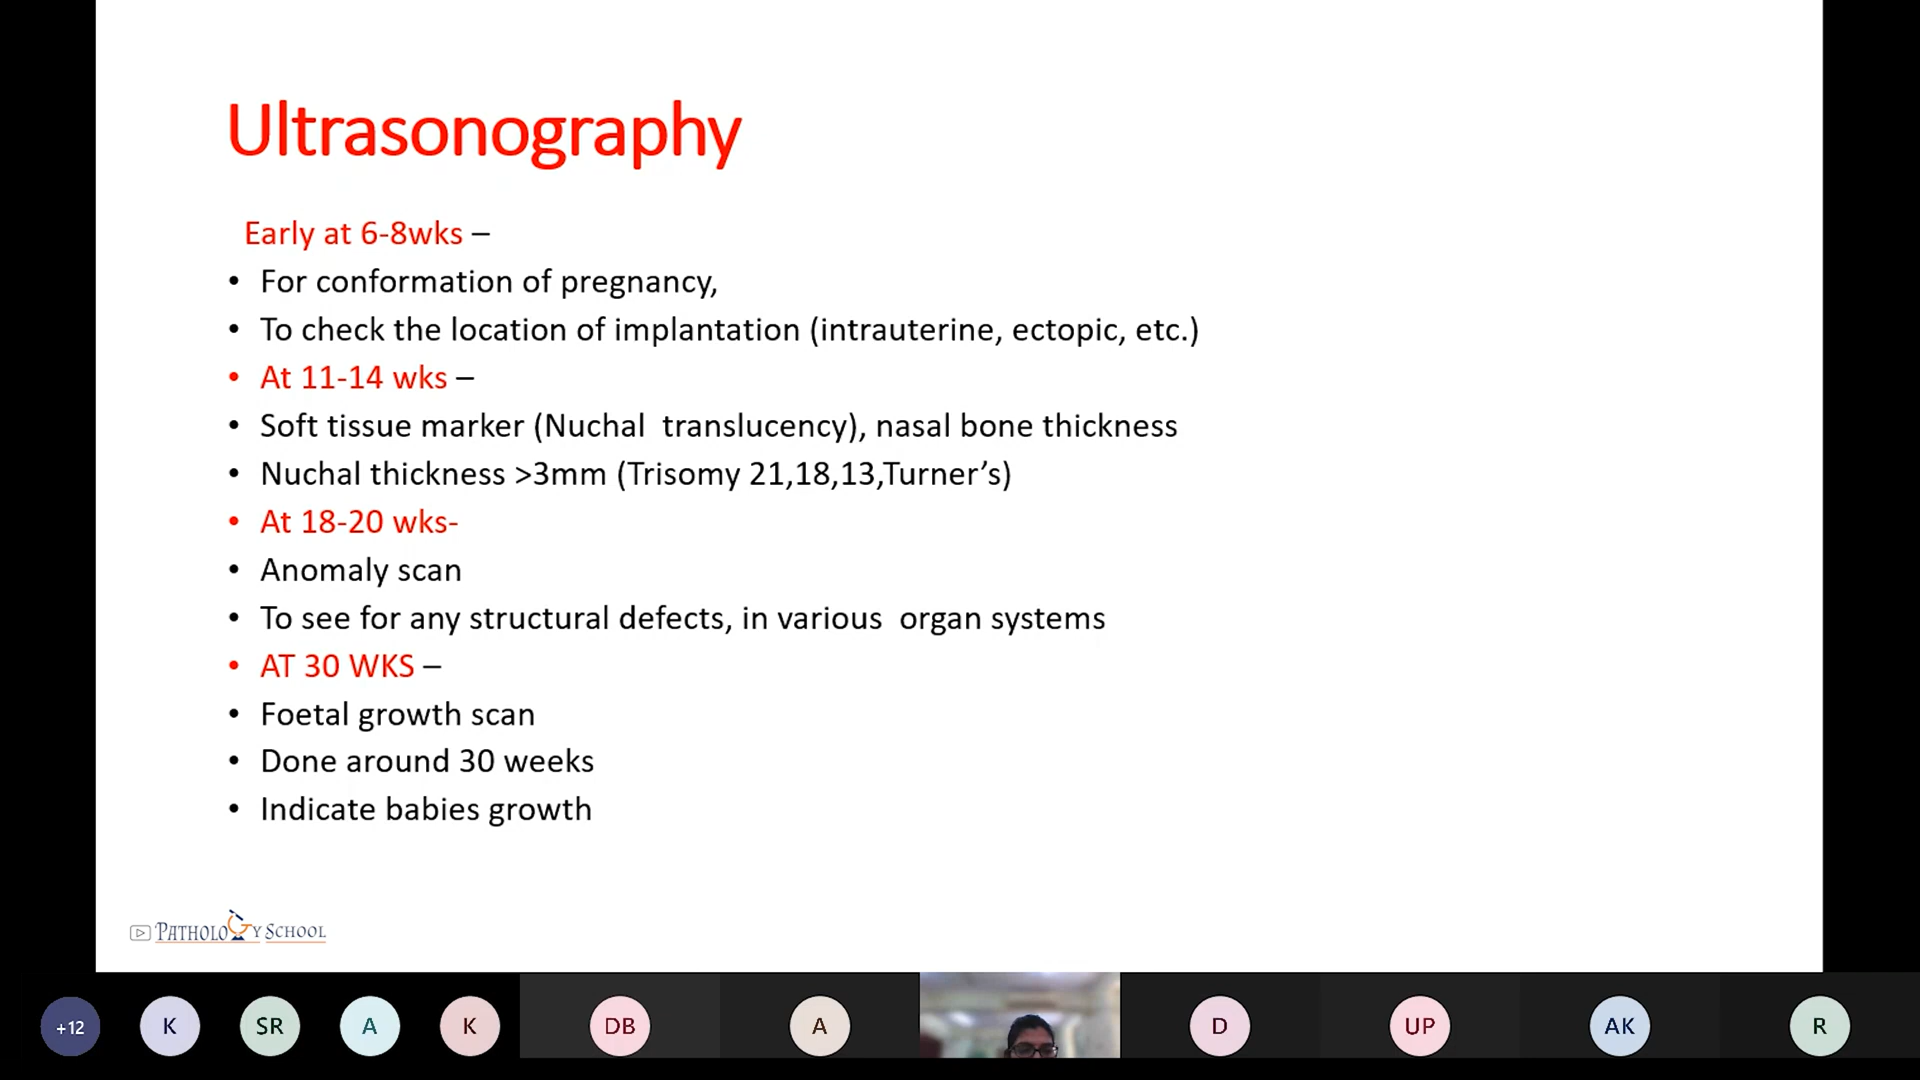 Ultrasonography
Early at 6-8wks –
• For conformation of pregnancy,
• To check the location of implantation (intrauterine, ectopic, etc.)
• At 11-14 wks –
• Soft tissue marker (Nuchal  translucency), nasal bone thickness
• Nuchal thickness >3mm (Trisomy 21,18,13,Turner’s)
• At 18-20 wks-
• Anomaly scan
• To see for any structural defects, in various  organ systems
• AT 30 WKS –
• Foetal growth scan
• Done around 30 weeks
• Indicate babies growth
PATHOLOGY SCHOOL
+12 K SR A K DB A D UP AK R